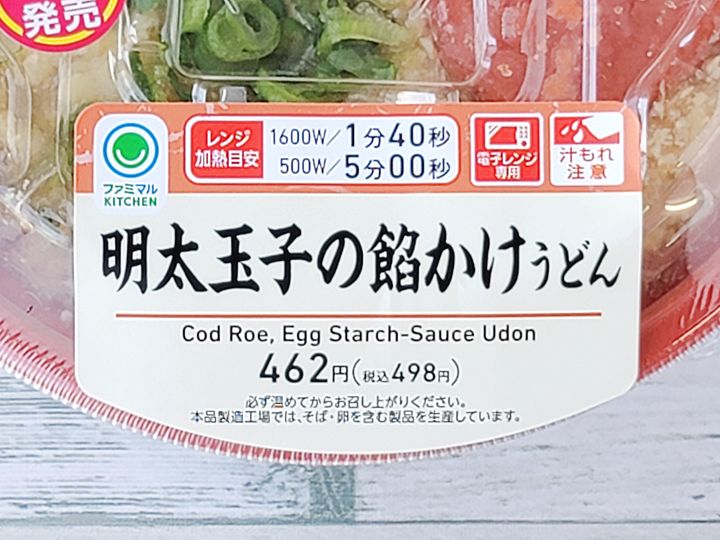 発売
ファミマル
KITCHEN
レンジ
加熱目安
1600W/1分40秒
500W/5分00秒
電子レンジ
専用
汁もれ
注意
明太玉子の餡かけうどん
Cod Roe, Egg Starch-Sauce Udon
462円(税込498円)
必ず温めてからお召し上がりください。
本品製造工場では、そば・卵を含む製品を生産しています。